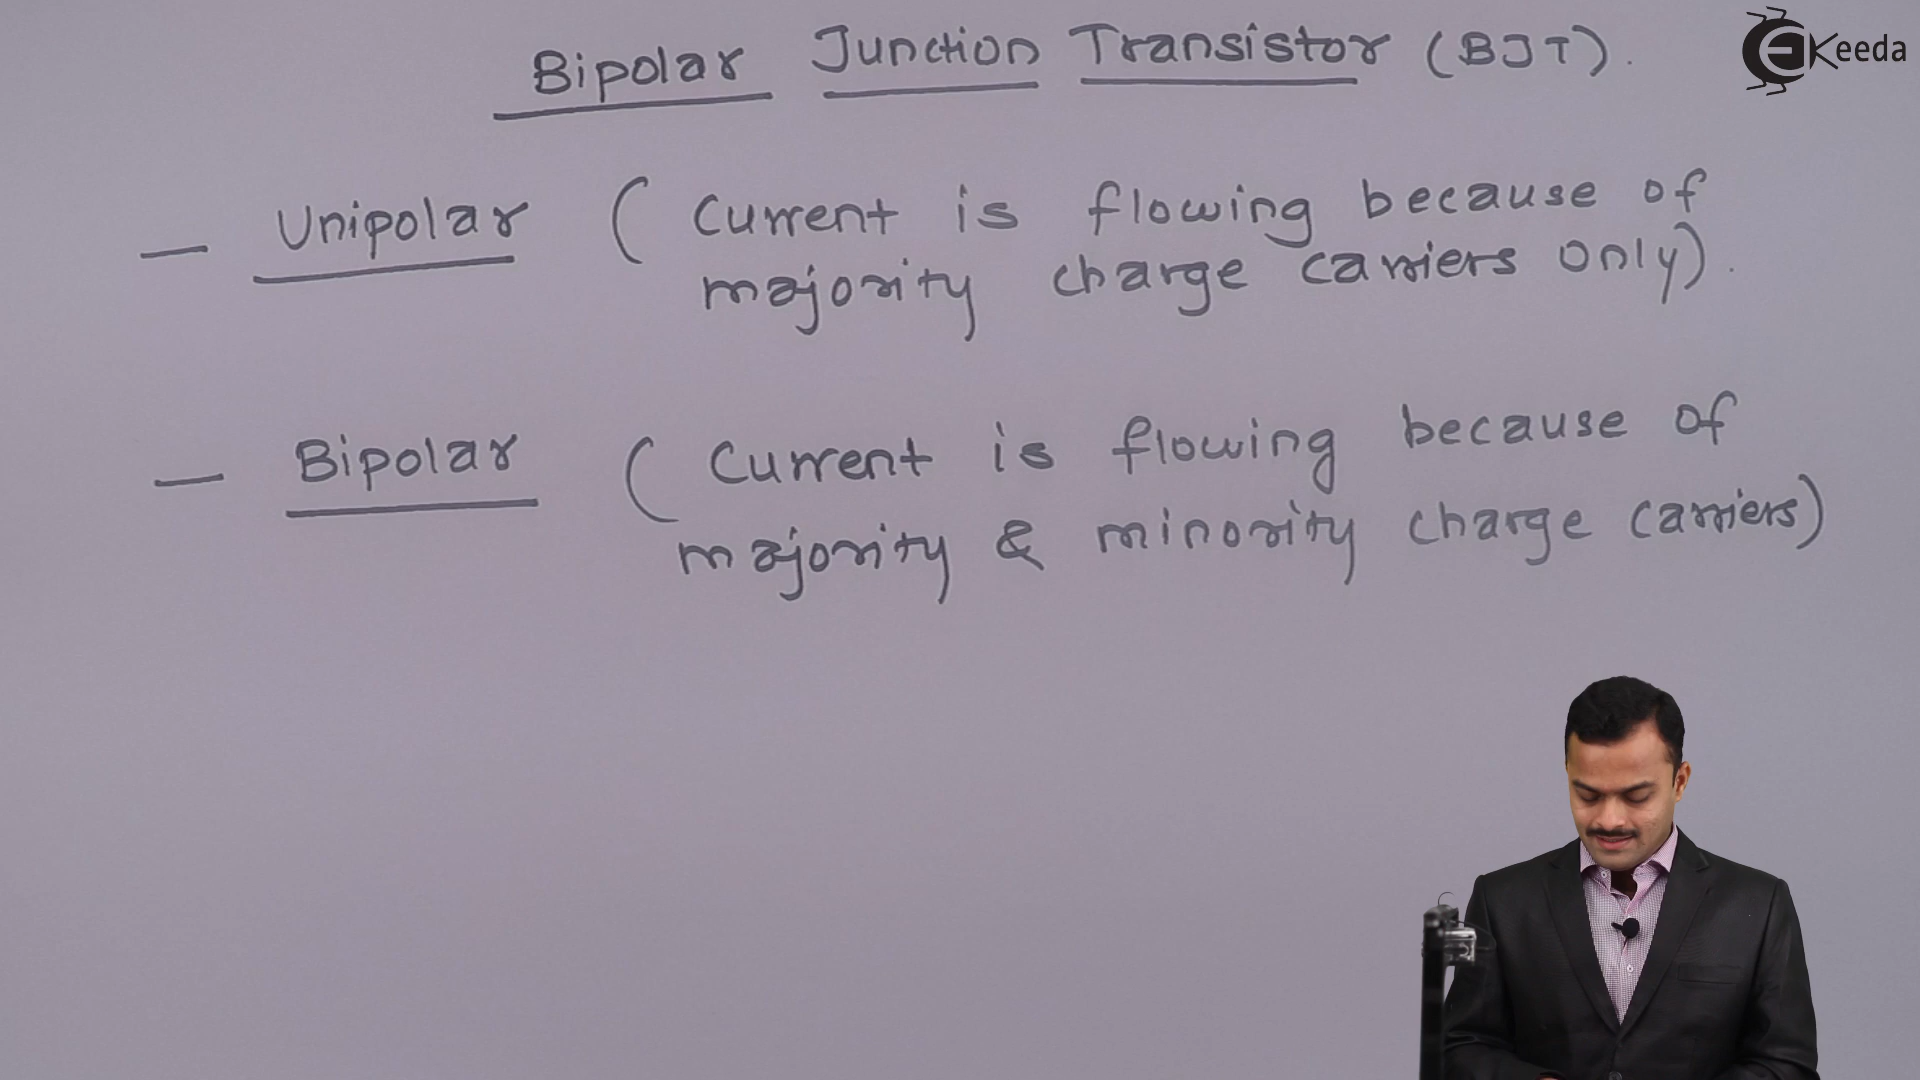 Bipolar Junction Transistor (BJT).
EKeeda
— Unipolar ( Current is flowing because of
majority charge carriers only).
— Bipolar ( Current is flowing because of
majority & minority charge carriers)